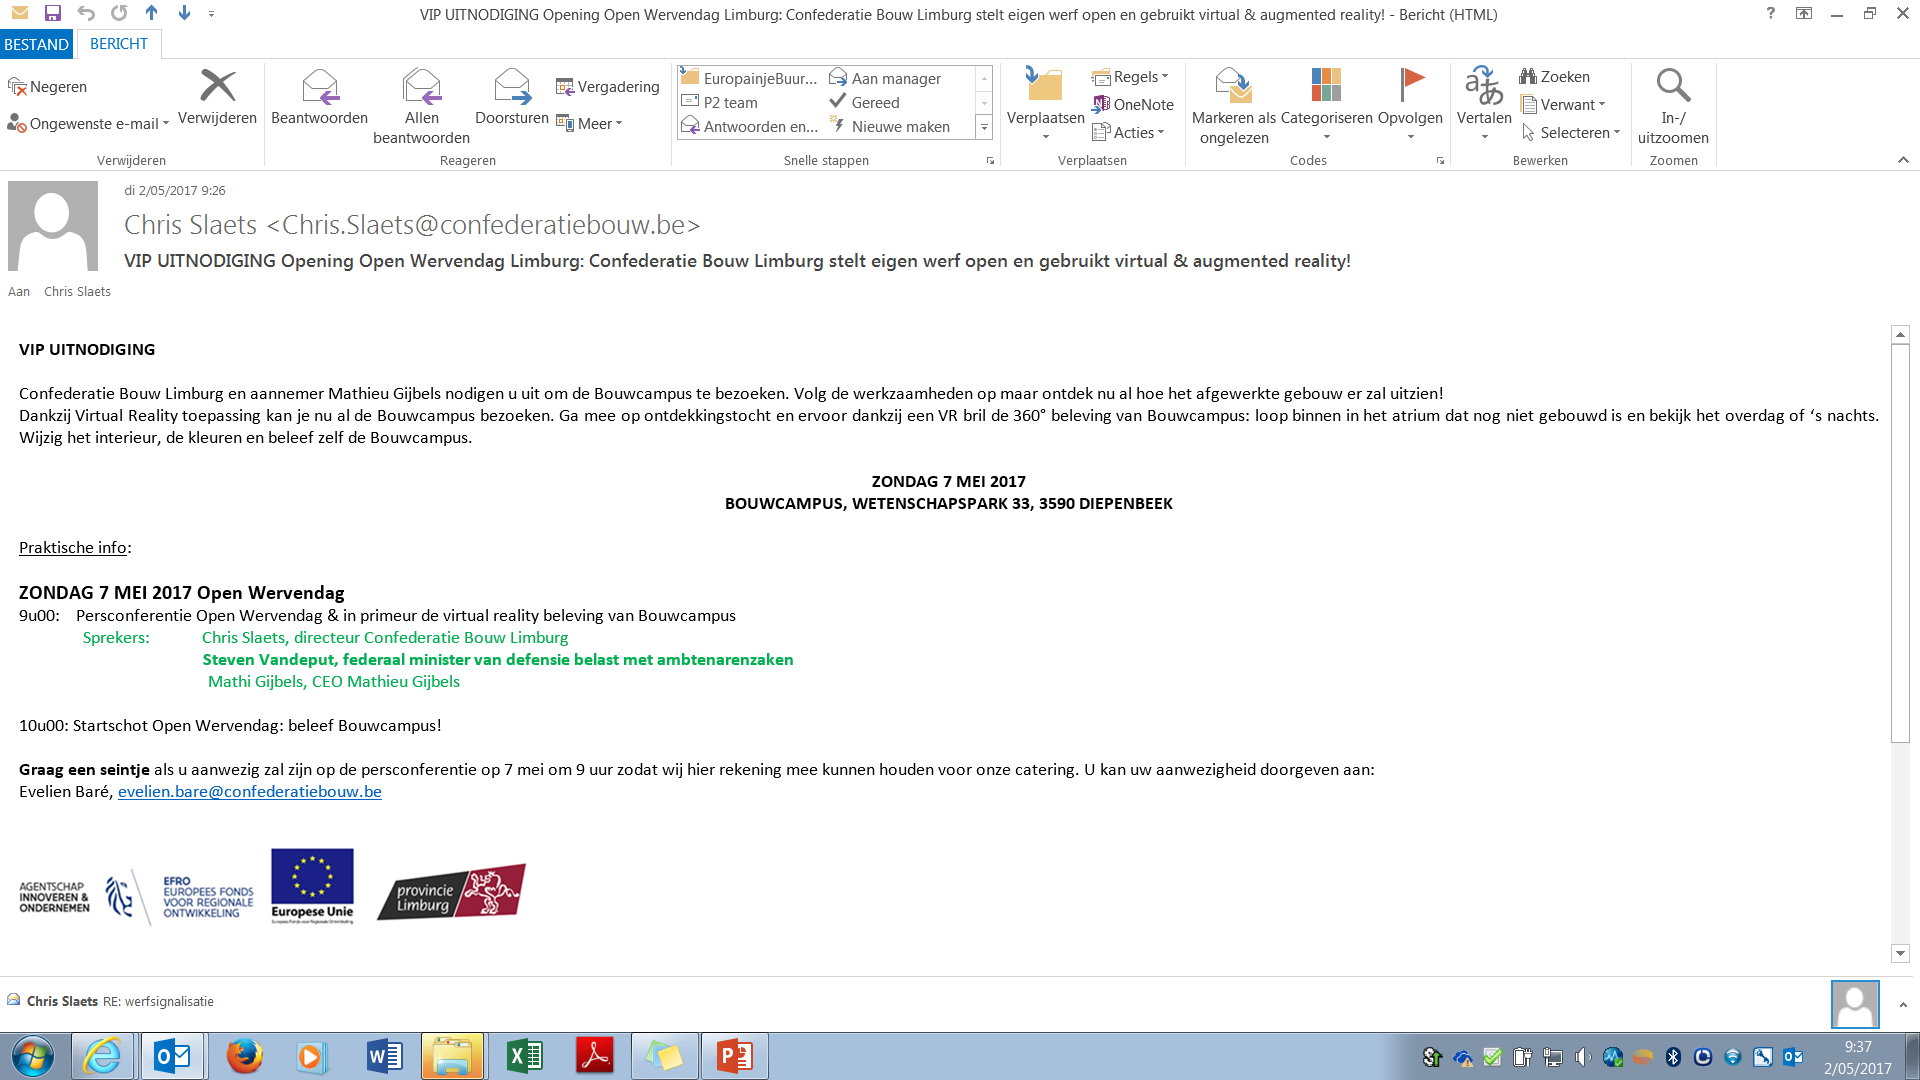 VIP UITNODIGING Opening Open Wervendag Limburg: Confederatie Bouw Limburg stelt eigen werf open en gebruikt virtual & augmented reality! - Bericht (HTML)
BESTAND BERICHT
Negeren
Ongewenste e-mail
Verwijderen
Verwijderen
Beantwoorden
Allen beantwoorden
Doorsturen
Vergadering
Meer
Reageren
EuropainjeBuur... Aan manager
P2 team Gereed
Antwoorden en... Nieuwe maken
Snelle stappen
Verplaatsen
Regels
OneNote
Acties
Verplaatsen
Markeren als ongelezen
Categoriseren
Opvolgen
Codes
Vertalen
Zoeken
Verwant
Selecteren
Bewerken
In-/
uitzoomen
Zoomen
di 2/05/2017 9:26
Chris Slaets <Chris.Slaets@confederatiebouw.be>
VIP UITNODIGING Opening Open Wervendag Limburg: Confederatie Bouw Limburg stelt eigen werf open en gebruikt virtual & augmented reality!
Aan Chris Slaets
VIP UITNODIGING
Confederatie Bouw Limburg en aannemer Mathieu Gijbels nodigen u uit om de Bouwcampus te bezoeken. Volg de werkzaamheden op maar ontdek nu al hoe het afgewerkte gebouw er zal uitzien!
Dankzij Virtual Reality toepassing kan je nu al de Bouwcampus bezoeken. Ga mee op ontdekkingstocht en ervoor dankzij een VR bril de 360° beleving van Bouwcampus: loop binnen in het atrium dat nog niet gebouwd is en bekijk het overdag of ‘s nachts.
Wijzig het interieur, de kleuren en beleef zelf de Bouwcampus.
ZONDAG 7 MEI 2017
BOUWCAMPUS, WETENSCHAPSPARK 33, 3590 DIEPENBEEK
Praktische info:
ZONDAG 7 MEI 2017 Open Wervendag
9u00: Persconferentie Open Wervendag & in primeur de virtual reality beleving van Bouwcampus
Sprekers: Chris Slaets, directeur Confederatie Bouw Limburg
Steven Vandeput, federaal minister van defensie belast met ambtenarenzaken
Mathi Gijbels, CEO Mathieu Gijbels
10u00: Startschot Open Wervendag: beleef Bouwcampus!
Graag een seintje als u aanwezig zal zijn op de persconferentie op 7 mei om 9 uur zodat wij hier rekening mee kunnen houden voor onze catering. U kan uw aanwezigheid doorgeven aan:
Evelien Baré, evelien.bare@confederatiebouw.be
AGENTSCHAP
INNOVEREN &
ONDERNEMEN
EFRO
EUROPEES FONDS
VOOR REGIONALE
ONTWIKKELING
Europese Unie
provincie
Limburg
Chris Slaets RE: werfsignalisatie
9:37
2/05/2017